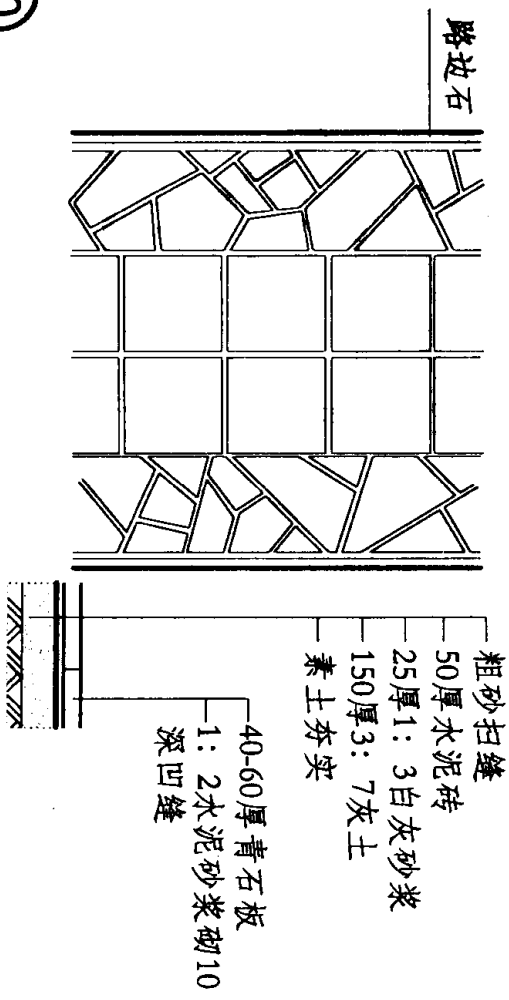 路边石
粗砂扫缝
50厚水泥砖
25厚1：3白灰砂浆
150厚3：7灰土
素土夯实
40-60厚青石板
1：2水泥砂浆砌10
深凹缝